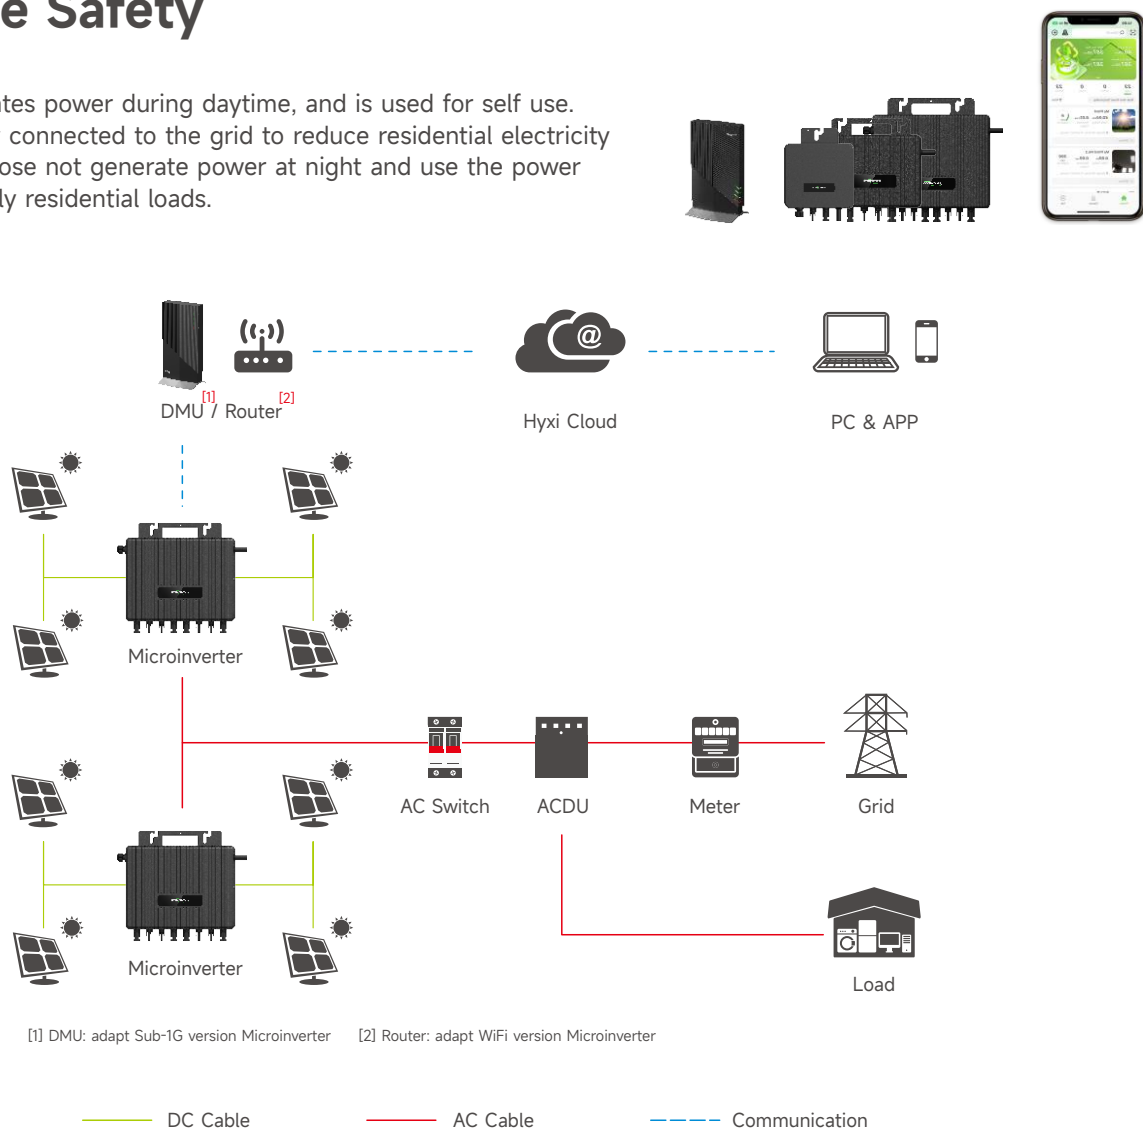 e Safety
ates power during daytime, and is used for self use.
connected to the grid to reduce residential electricity
ose not generate power at night and use the power
ly residential loads.
@
[1]
[2]
DMU / Router
Hyxi Cloud
PC & APP
Microinverter
AC Switch
ACDU
Meter
Grid
Microinverter
Load
[1] DMU: adapt Sub-1G version Microinverter
[2] Router: adapt WiFi version Microinverter
DC Cable
AC Cable
Communication